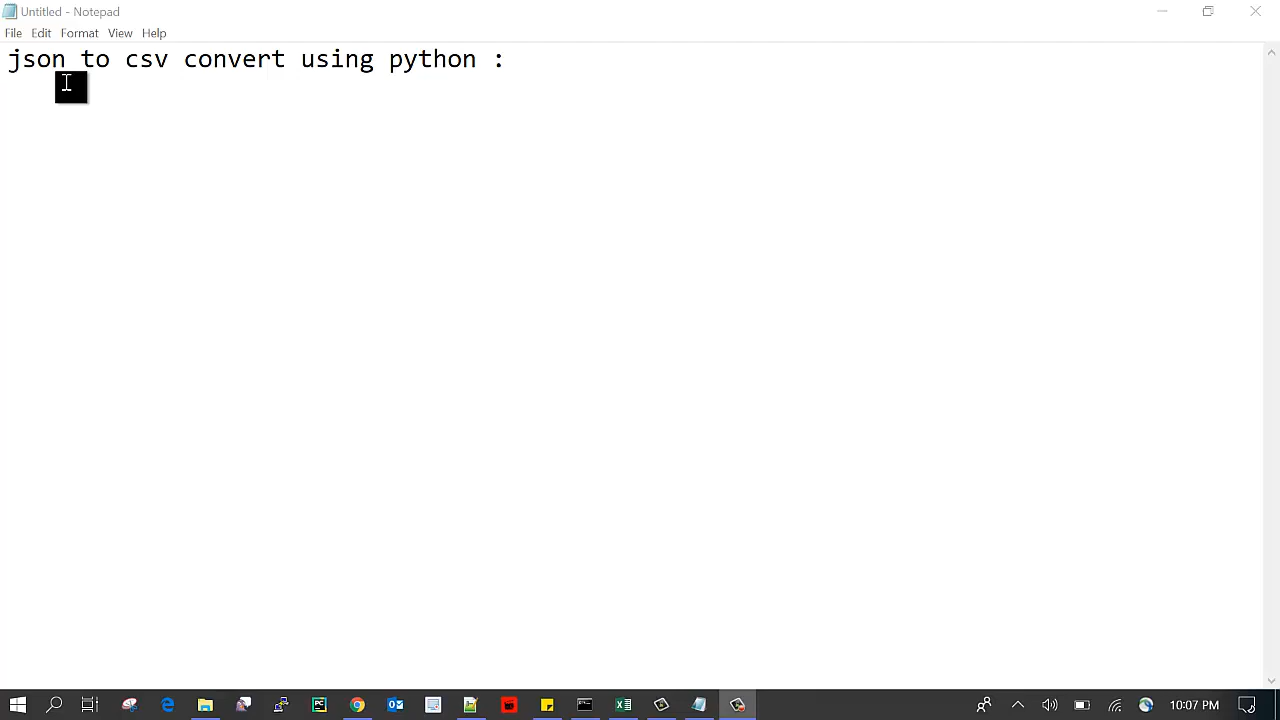 Untitled - Notepad
File Edit Format View Help
json to csv convert using python :
10:07 PM